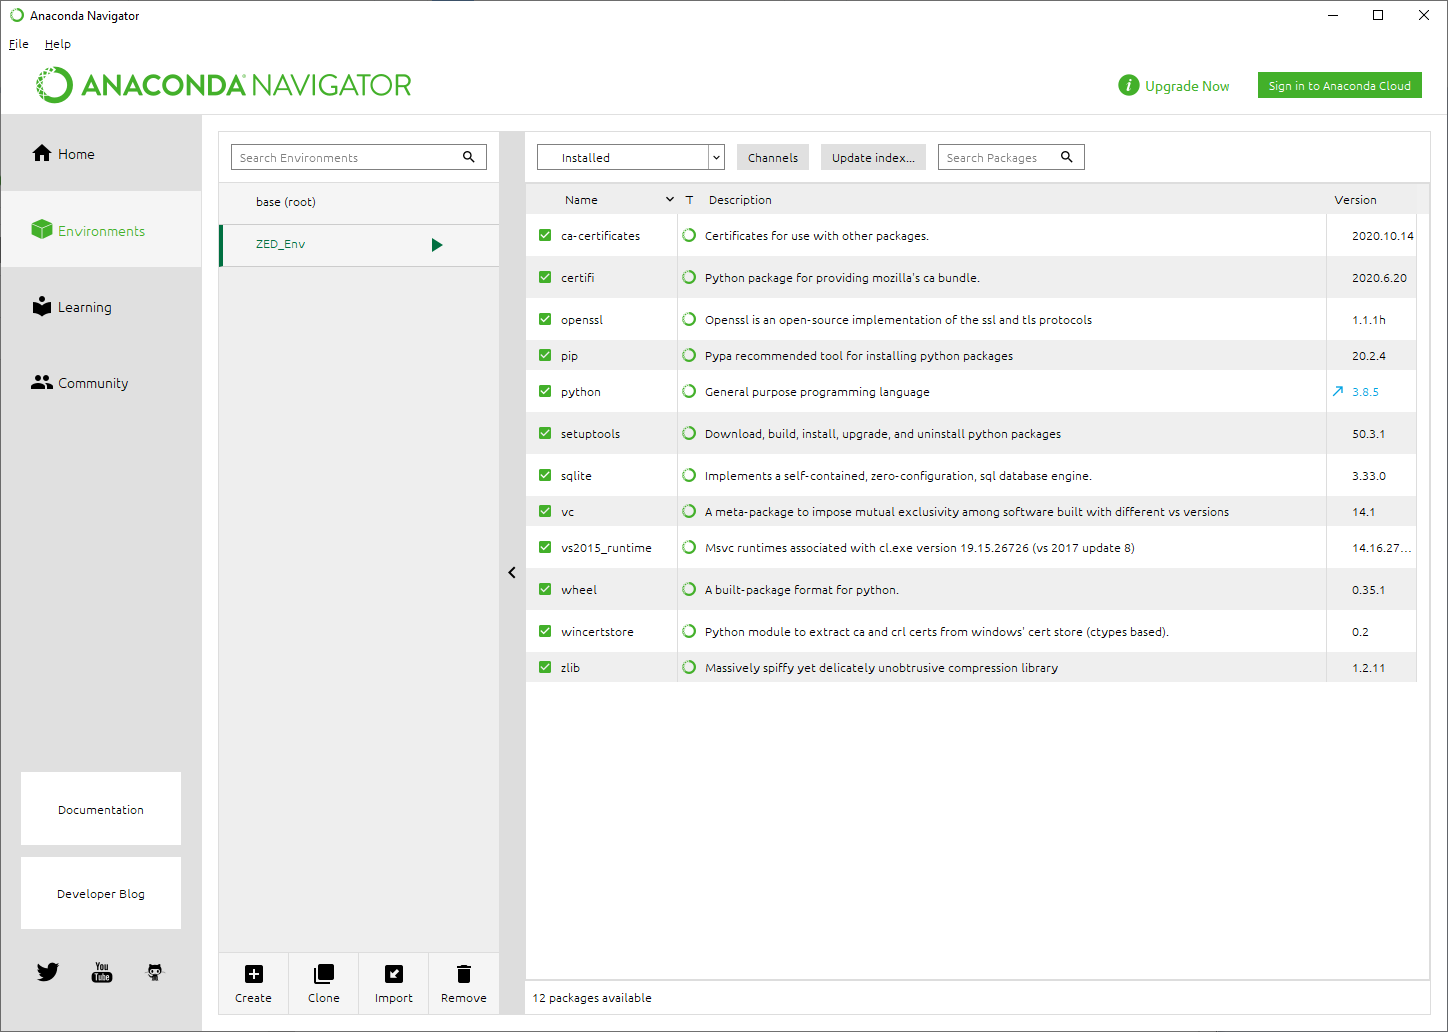 Anaconda Navigator
File Help
ANACONDA NAVIGATOR
i Upgrade Now
Sign in to Anaconda Cloud
Home
Environments
Learning
Community
Documentation
Developer Blog
You Tube
Search Environments
base (root)
ZED_Env
Create Clone Import Remove
Installed Channels Update index... Search Packages
Name T Description Version
ca-certificates Certificates for use with other packages. 2020.10.14
certifi Python package for providing mozilla's ca bundle. 2020.6.20
openssl Openssl is an open-source implementation of the ssl and tls protocols 1.1.1h
pip Pypa recommended tool for installing python packages 20.2.4
python General purpose programming language 3.8.5
setuptools Download, build, install, upgrade, and uninstall python packages 50.3.1
sqlite Implements a self-contained, zero-configuration, sql database engine. 3.33.0
vc A meta-package to impose mutual exclusivity among software built with different vs versions 14.1
vs2015_runtime Msvc runtimes associated with cl.exe version 19.15.26726 (vs 2017 update 8) 14.16.27...
wheel A built-package format for python. 0.35.1
wincertstore Python module to extract ca and crl certs from windows' cert store (ctypes based). 0.2
zlib Massively spiffy yet delicately unobtrusive compression library 1.2.11
12 packages available